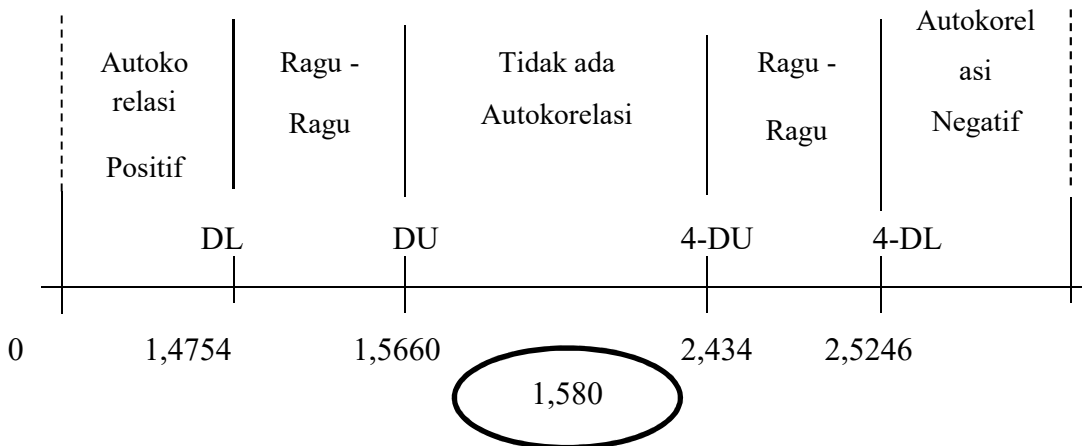 Autoko
relasi
Positif
Ragu -
Ragu
Tidak ada
Autokorelasi
Ragu -
Ragu
Autokorel
asi
Negatif
DL DU 4-DU 4-DL
0 1,4754 1,5660 2,434 2,5246
1,580